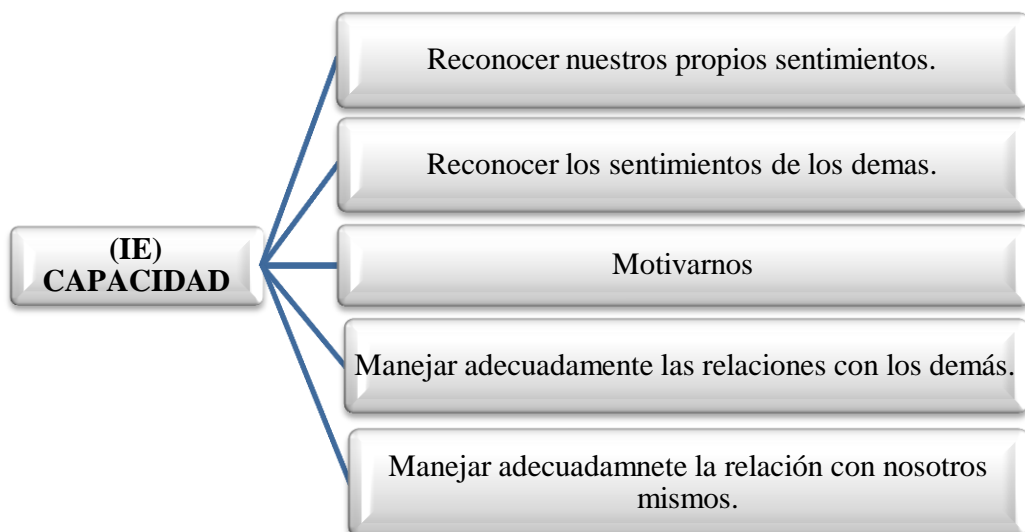 Reconocer nuestros propios sentimientos.
Reconocer los sentimientos de los demas.
(IE)
CAPACIDAD
Motivarnos
Manejar adecuadamente las relaciones con los demás.
Manejar adecuadamnete la relación con nosotros
mismos.